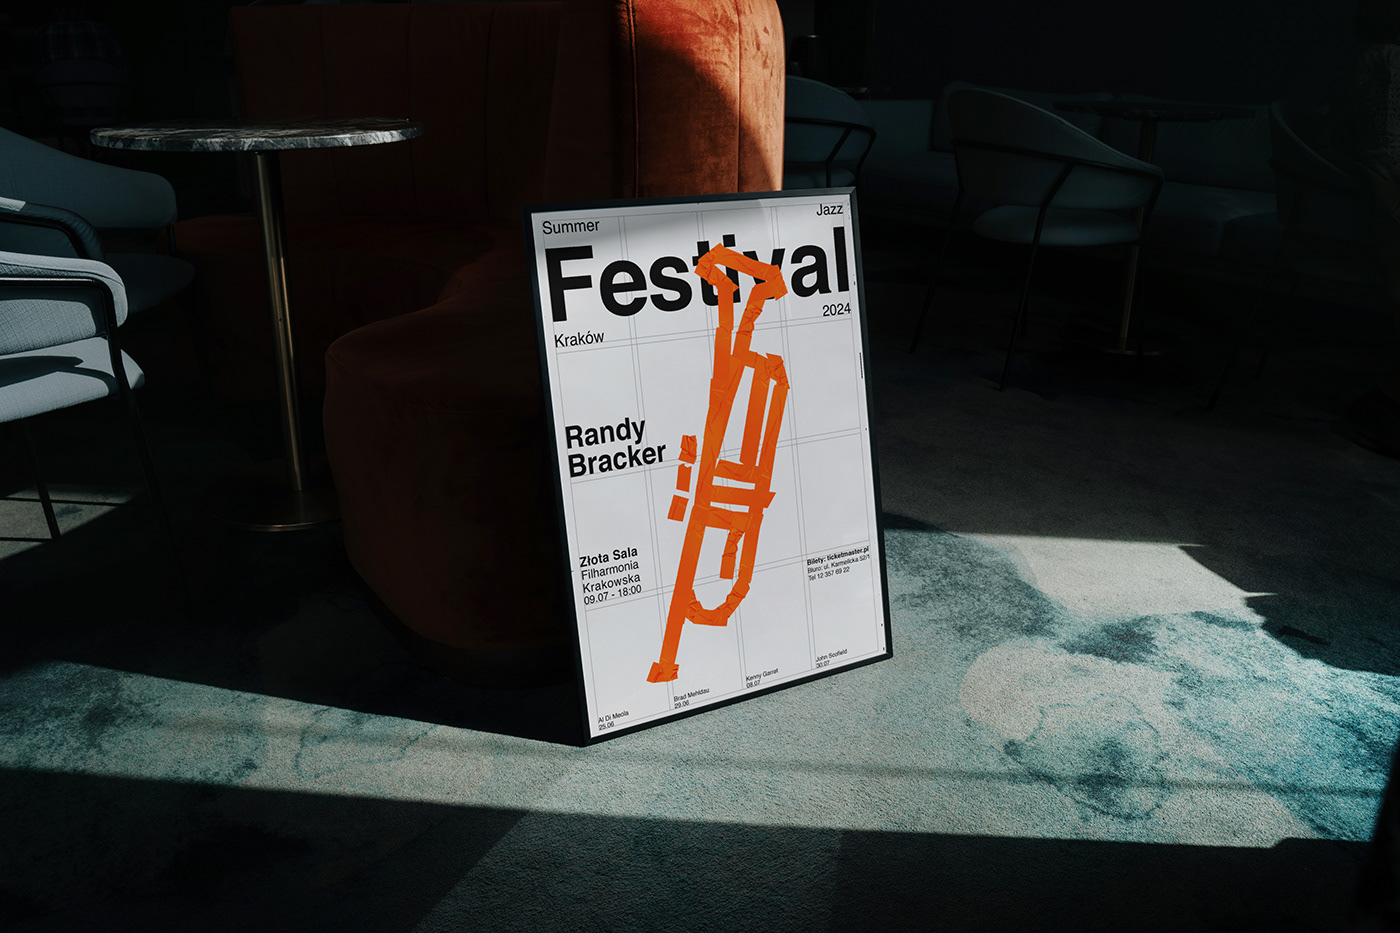 Summer
Jazz
Festival
2024
Kraków
Randy
Bracker
Złota Sala
Filharmonia
Krakowska
09.07 - 18:00
Bilety: ticketmaster.pl
Biuro: ul. Karmelicka 52/1
Tel 12 357 69 22
Al Di Meola
25.06
Brad Mehldau
29.06
Kenny Garret
08.07
John Scofield
30.07